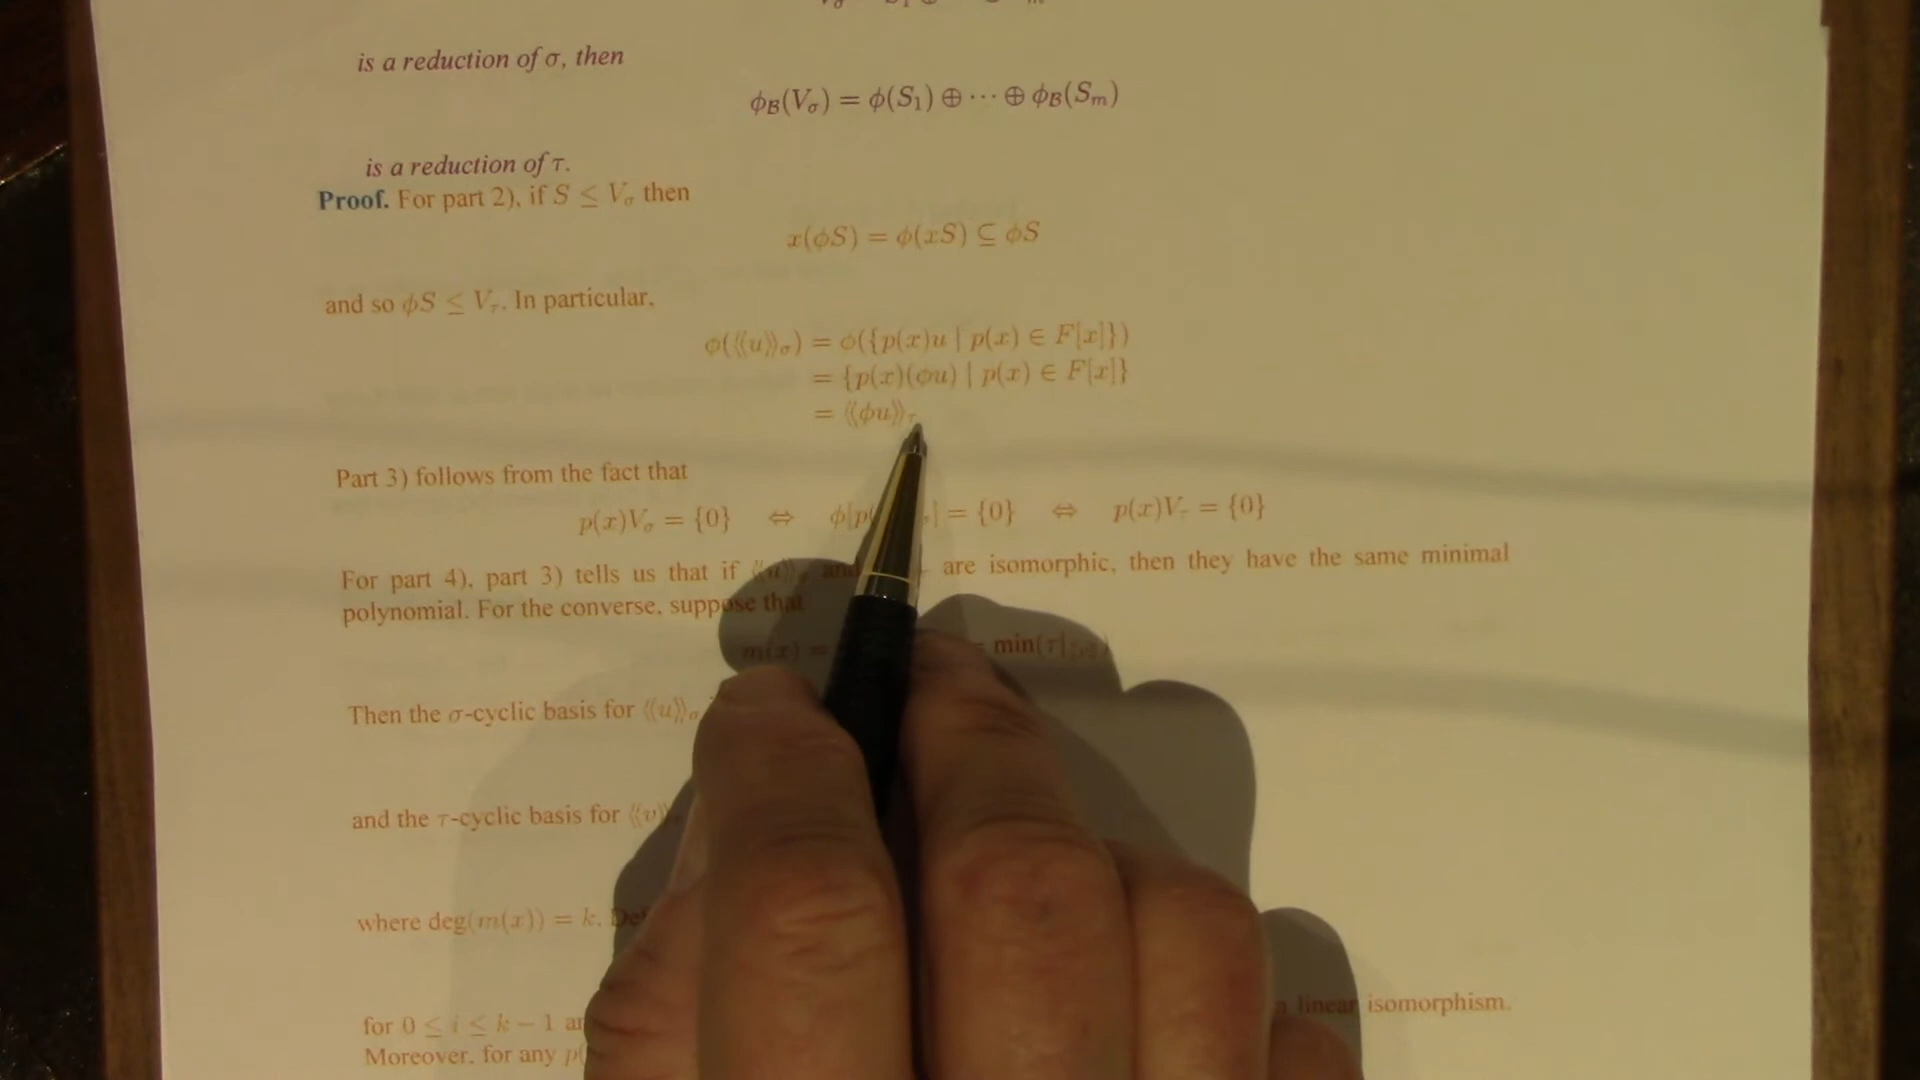 is a reduction of σ, then
ϕ_B(V_σ) = ϕ(S_1) ⊕ ⋯ ⊕ ϕ_B(S_m)
is a reduction of τ.
Proof. For part 2), if S ≤ V_σ then
x(ϕS) = ϕ(xS) ⊆ ϕS
and so ϕS ≤ V_τ. In particular,
ϕ(⟪u⟫_σ) = ϕ({p(x)u | p(x) ∈ F[x]})
= {p(x)(ϕu) | p(x) ∈ F[x]}
= ⟪ϕu⟫_τ
Part 3) follows from the fact that
p(x)V_σ = {0} ⇔ ϕ[p( ] = {0} ⇔ p(x)V_τ = {0}
For part 4), part 3) tells us that if ⟪u⟫_σ and are isomorphic, then they have the same minimal
polynomial. For the converse, suppose that
m(x) = = min(τ|
Then the σ-cyclic basis for ⟪u⟫_σ
and the τ-cyclic basis for ⟪v⟫
where deg(m(x)) = k.
for 0 ≤ i ≤ k − 1 a linear isomorphism.
Moreover, for any p(